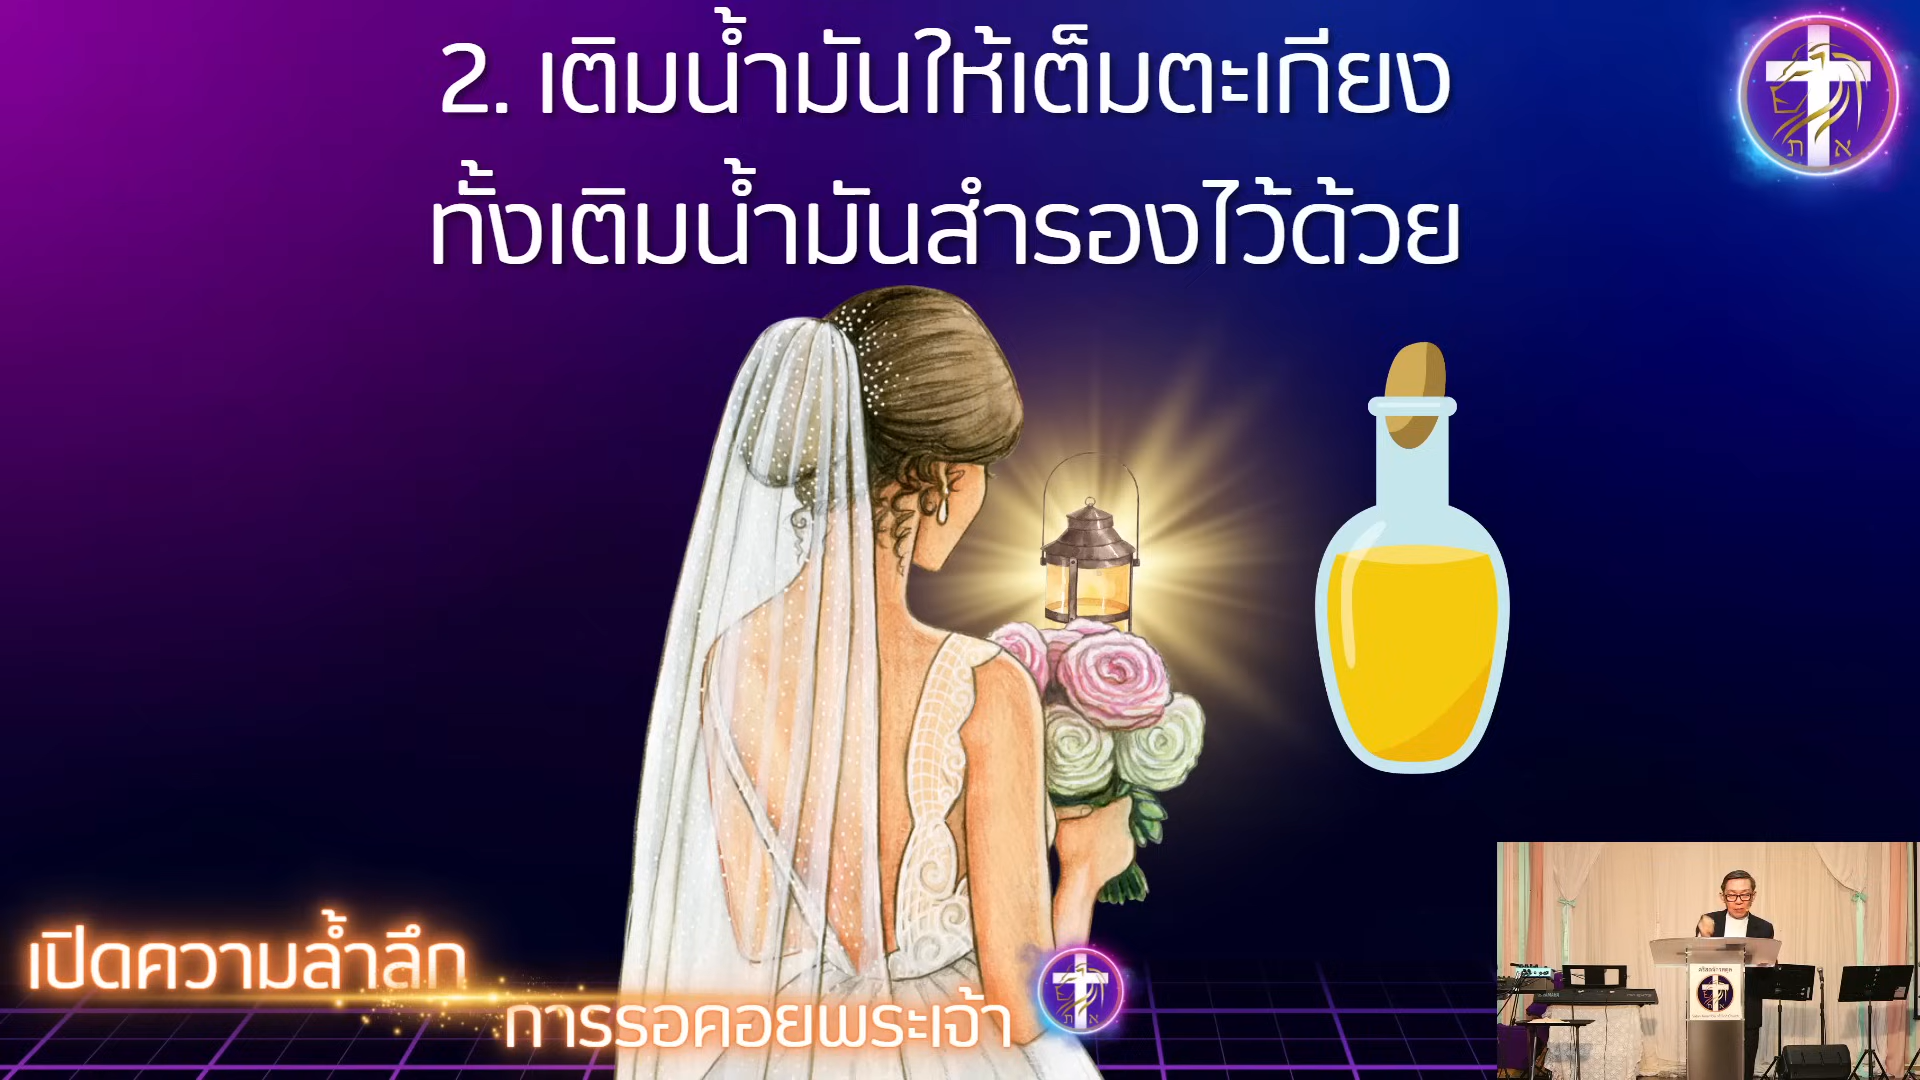 2. เติมน้ำมันให้เต็มตะเกียง
ทั้งเติมน้ำมันสำรองไว้ด้วย
ת א
เปิดความล้ำลึก
การรอคอยพระเจ้า
ת א
YAMAHA